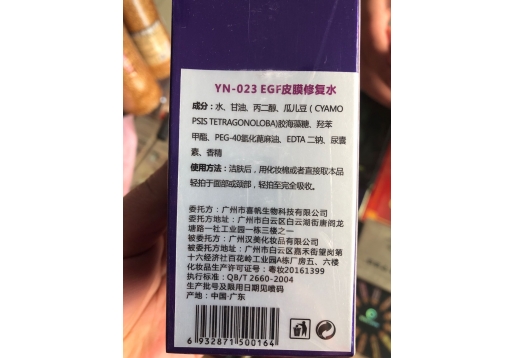 YN-023 EGF皮膜修复水
成分：水、甘油、丙二醇、瓜儿豆（CYAMO
PSIS TETRAGONOLOBA)胶海藻糖、羟苯
甲酯、PEG-40氢化蓖麻油、EDTA 二钠、尿囊
素、香精
使用方法：洁肤后，用化妆棉或者直接取本品
轻拍于面部或颈部，轻拍至完全吸收。
委托方：广州市喜帆生物科技有限公司
委托方地址：广州市白云区白云湖街唐阁龙
塘路一社工业园一栋三楼之一
被委托方：广州汉美化妆品有限公司
被委托方地址：广州市白云区嘉禾街望岗第
十六经济社百花岭工业园A栋厂房五、六楼
化妆品生产许可证号：粤妆20161399
执行标准：QB/T 2660-2004
生产批号及限用日期见喷码
产地：中国·广东
6 932871 500164